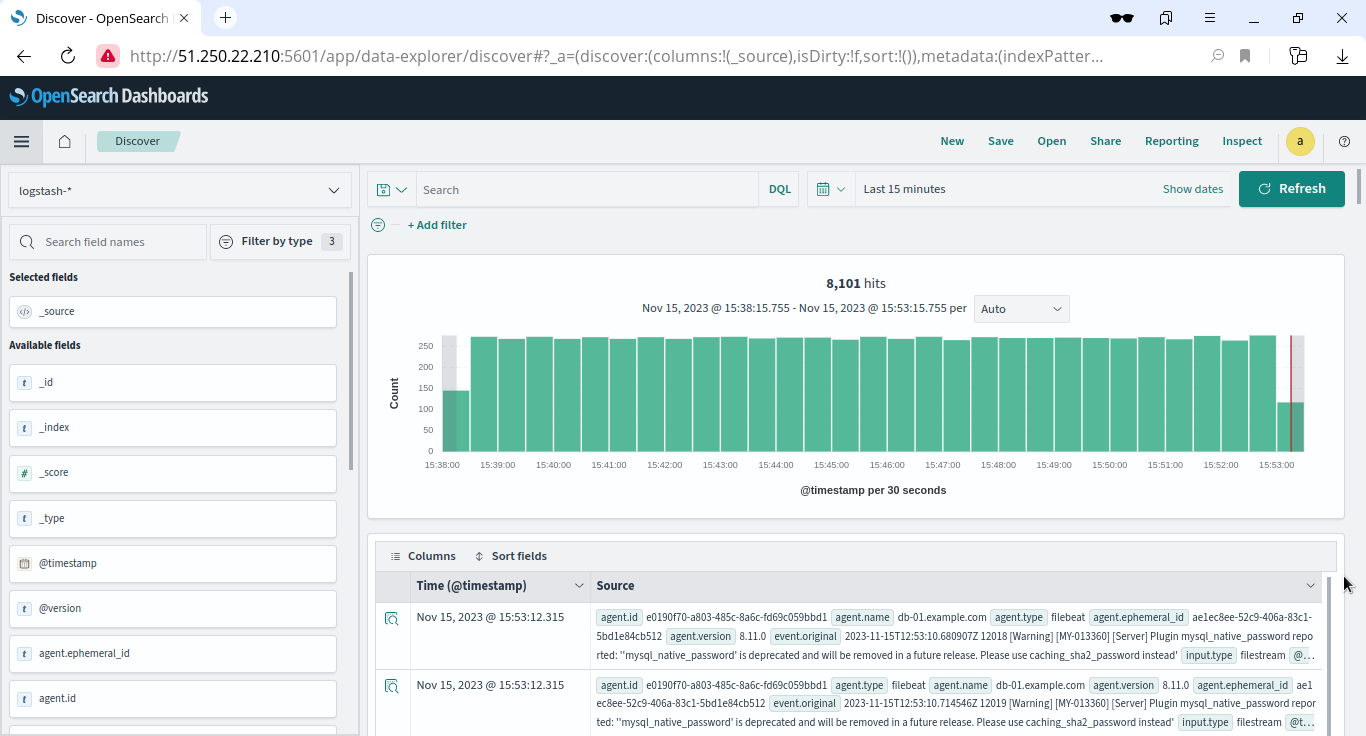 Discover - OpenSearch
http://51.250.22.210:5601/app/data-explorer/discover#?_a=(discover:(columns:!(_source),isDirty:!f,sort:!()),metadata:(indexPatter...
OpenSearch Dashboards
Discover New Save Open Share Reporting Inspect a
logstash-*
Search DQL Last 15 minutes Show dates Refresh
+ Add filter
Search field names Filter by type 3
Selected fields
_source
Available fields
_id
_index
_score
_type
@timestamp
@version
agent.ephemeral_id
agent.id
8,101 hits
Nov 15, 2023 @ 15:38:15.755 - Nov 15, 2023 @ 15:53:15.755 per Auto
Count
250
200
150
100
50
0
15:38:00 15:39:00 15:40:00 15:41:00 15:42:00 15:43:00 15:44:00 15:45:00 15:46:00 15:47:00 15:48:00 15:49:00 15:50:00 15:51:00 15:52:00 15:53:00
@timestamp per 30 seconds
Columns Sort fields
Time (@timestamp) Source
Nov 15, 2023 @ 15:53:12.315 agent.id e0190f70-a803-485c-8a6c-fd69c059bbd1 agent.name db-01.example.com agent.type filebeat agent.ephemeral_id ae1ec8ee-52c9-406a-83c1-
5bd1e84cb512 agent.version 8.11.0 event.original 2023-11-15T12:53:10.680907Z 12018 [Warning] [MY-013360] [Server] Plugin mysql_native_password repo
rted: ''mysql_native_password' is deprecated and will be removed in a future release. Please use caching_sha2_password instead' input.type filestream @...
Nov 15, 2023 @ 15:53:12.315 agent.id e0190f70-a803-485c-8a6c-fd69c059bbd1 agent.type filebeat agent.name db-01.example.com agent.version 8.11.0 agent.ephemeral_id ae1
ec8ee-52c9-406a-83c1-5bd1e84cb512 event.original 2023-11-15T12:53:10.714546Z 12019 [Warning] [MY-013360] [Server] Plugin mysql_native_password repor
ted: ''mysql_native_password' is deprecated and will be removed in a future release. Please use caching_sha2_password instead' input.type filestream @t...